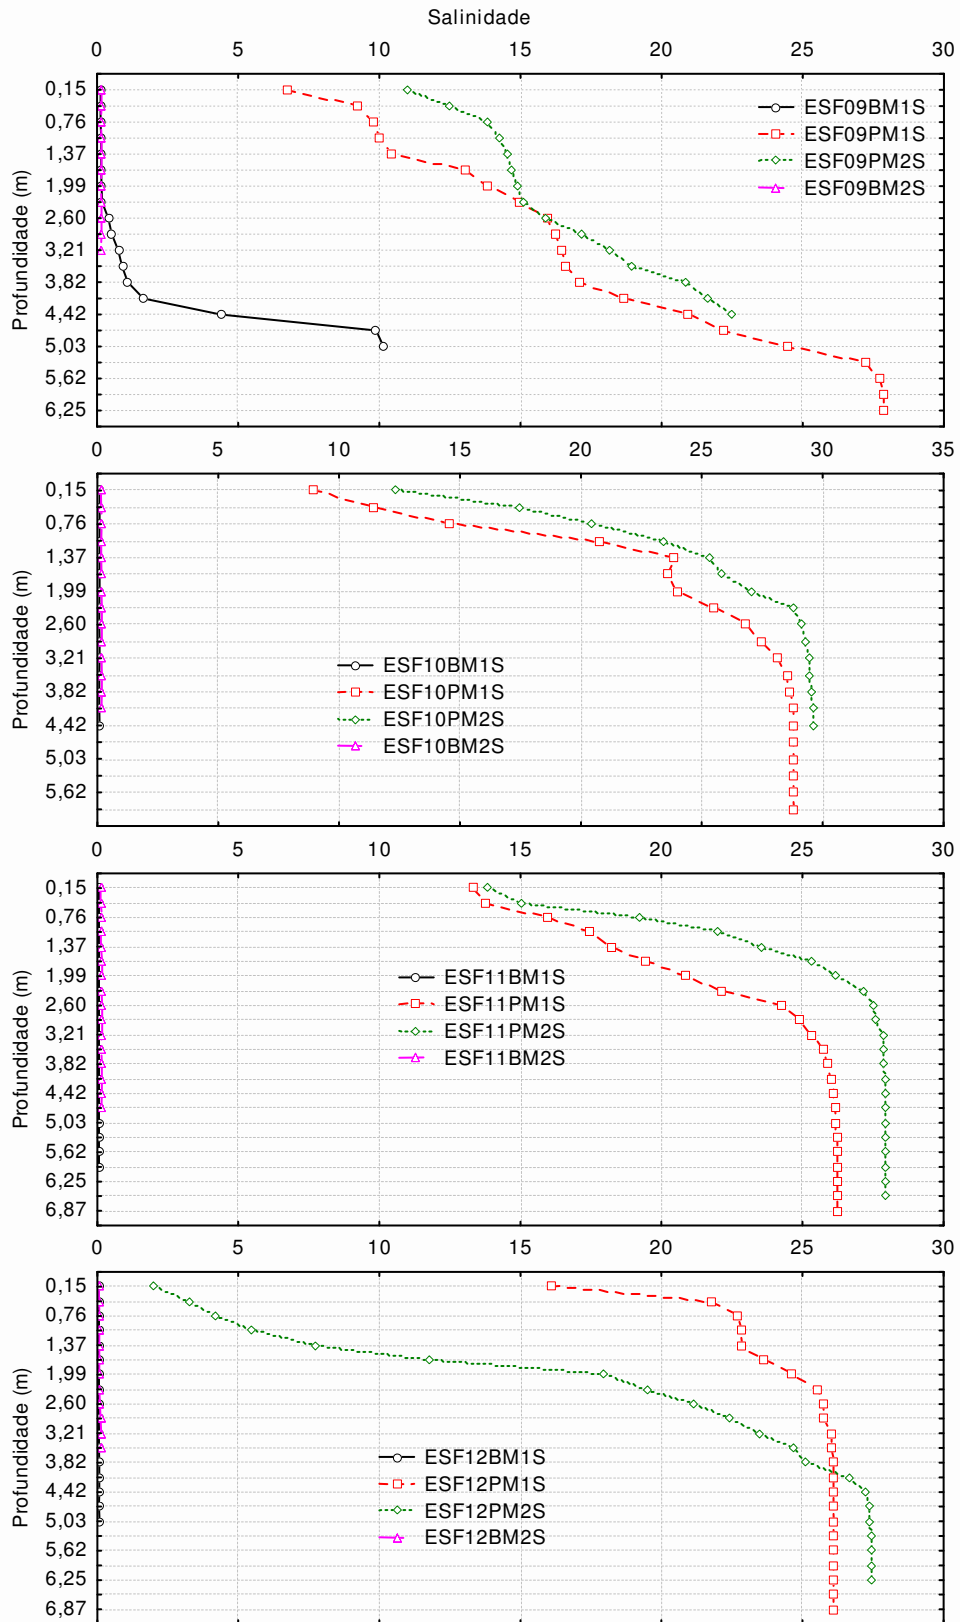 Salinidade
0 5 10 15 20 25 30
0,15
0,76
1,37
1,99
2,60
3,21
3,82
4,42
5,03
5,62
6,25
Profundidade (m)
ESF09BM1S
ESF09PM1S
ESF09PM2S
ESF09BM2S
0 5 10 15 20 25 30 35
0,15
0,76
1,37
1,99
2,60
3,21
3,82
4,42
5,03
5,62
Profundidade (m)
ESF10BM1S
ESF10PM1S
ESF10PM2S
ESF10BM2S
0 5 10 15 20 25 30
0,15
0,76
1,37
1,99
2,60
3,21
3,82
4,42
5,03
5,62
6,25
6,87
Profundidade (m)
ESF11BM1S
ESF11PM1S
ESF11PM2S
ESF11BM2S
0 5 10 15 20 25 30
0,15
0,76
1,37
1,99
2,60
3,21
3,82
4,42
5,03
5,62
6,25
6,87
Profundidade (m)
ESF12BM1S
ESF12PM1S
ESF12PM2S
ESF12BM2S